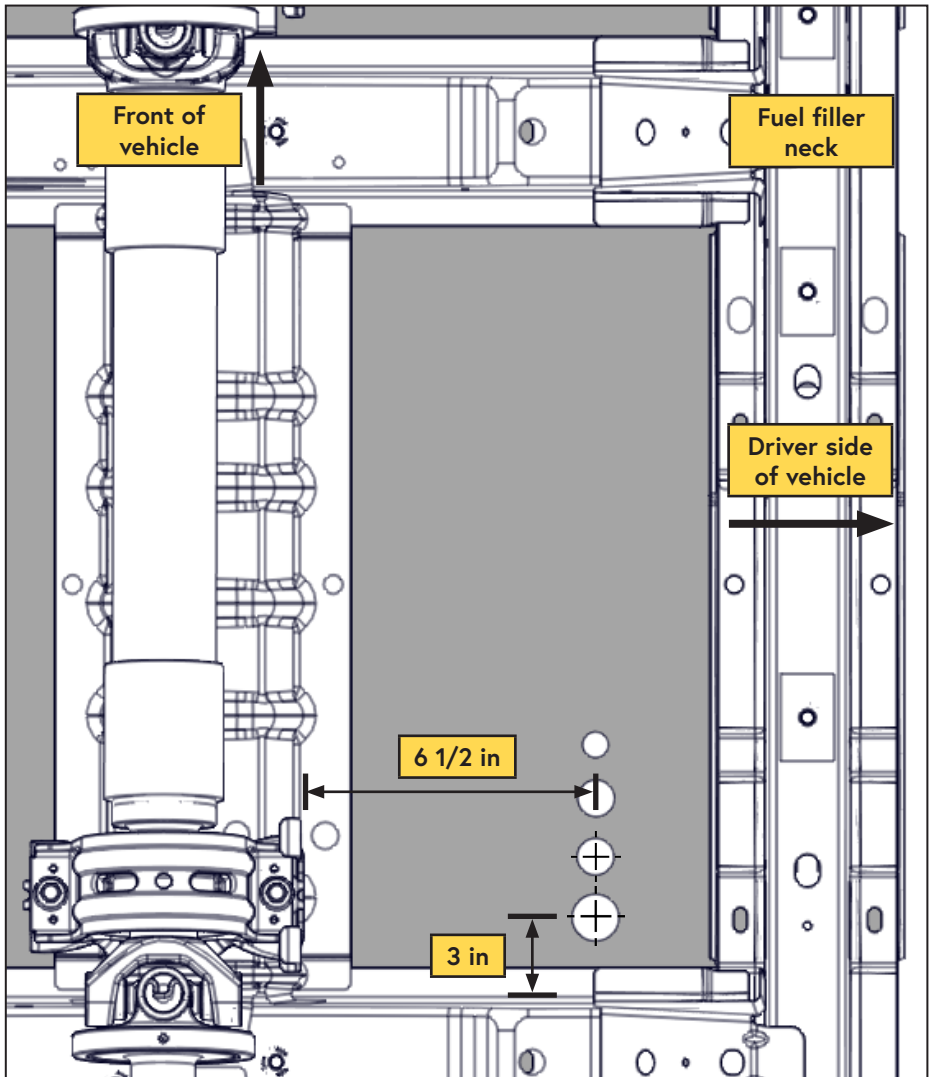 Front of
vehicle
Fuel filler
neck
Driver side
of vehicle
6 1/2 in
3 in